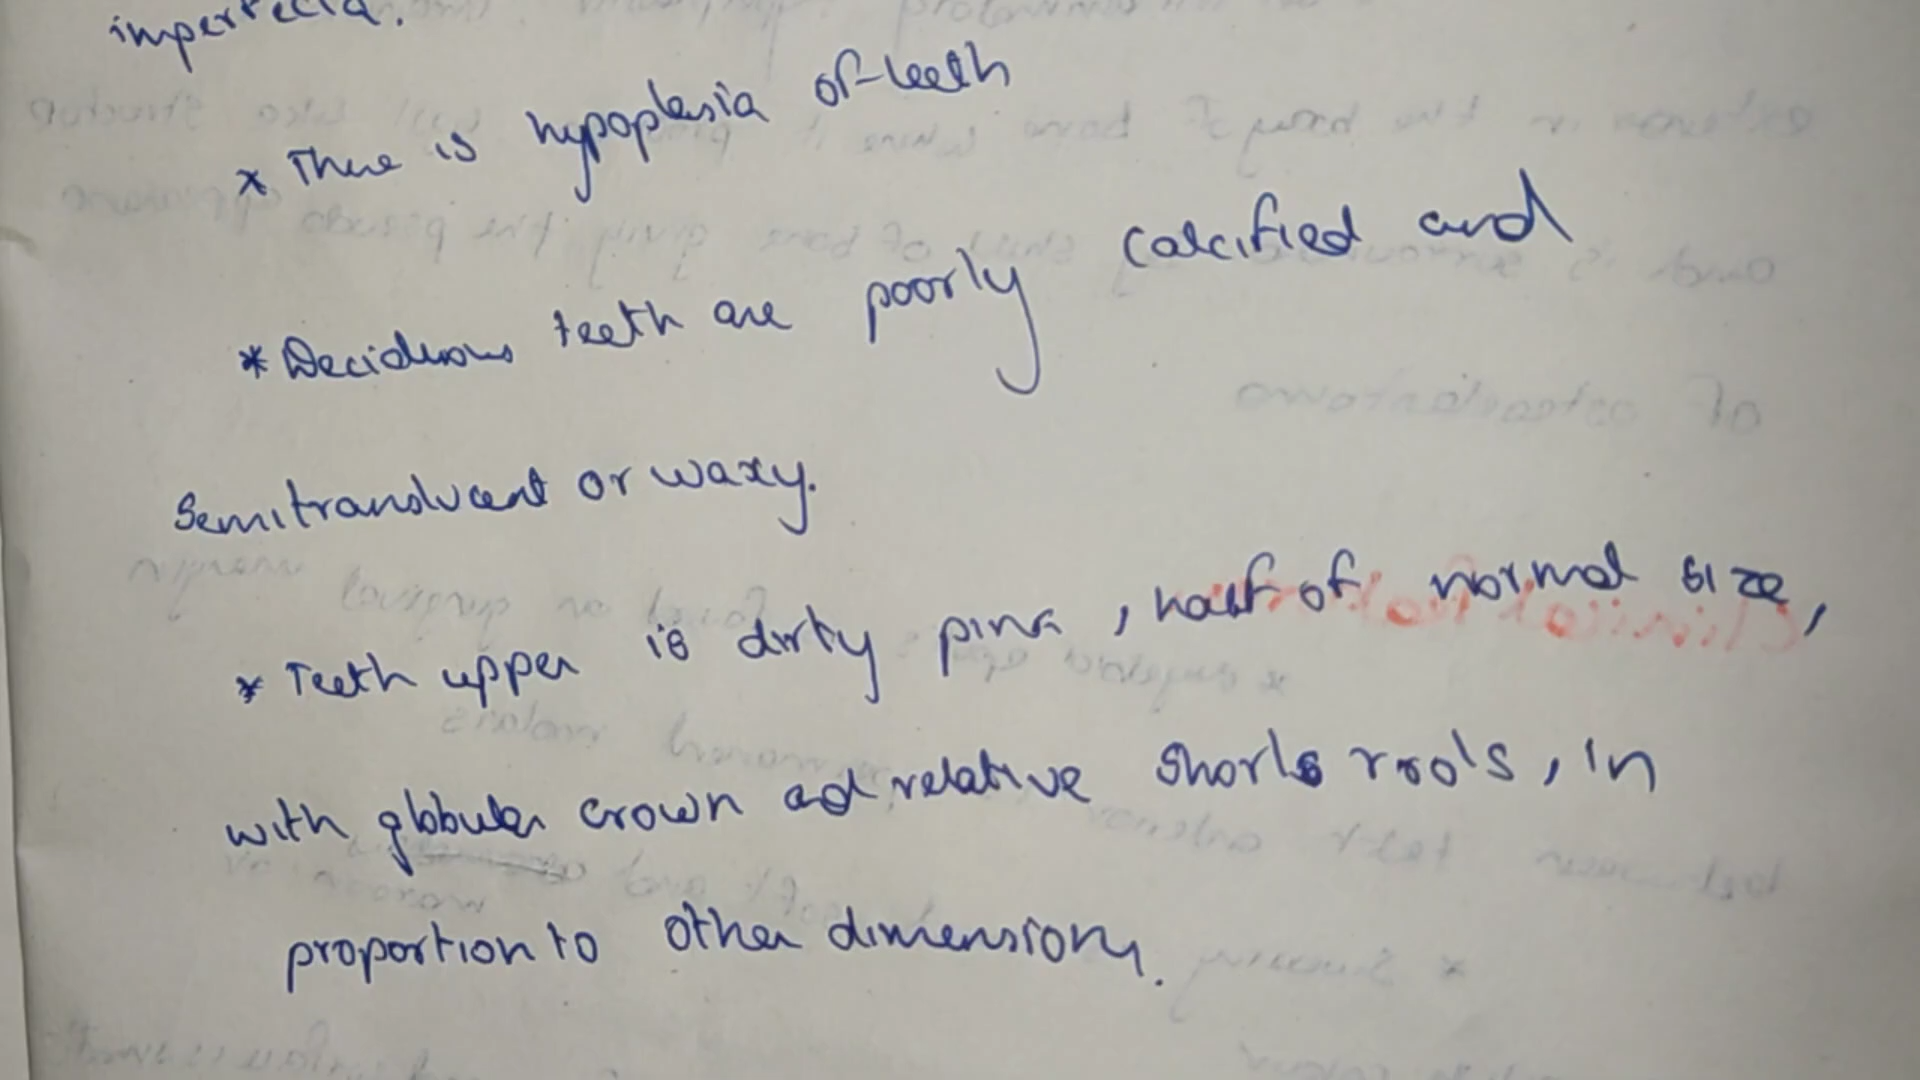 imperfecta.
* There is hypoplasia of teeth
* Deciduous teeth are poorly calcified and
Semitranslucent or waxy.
* Teeth upper is dirty pink, half of normal size,
with globular crown and relative short roots, in
proportion to other dimensions.